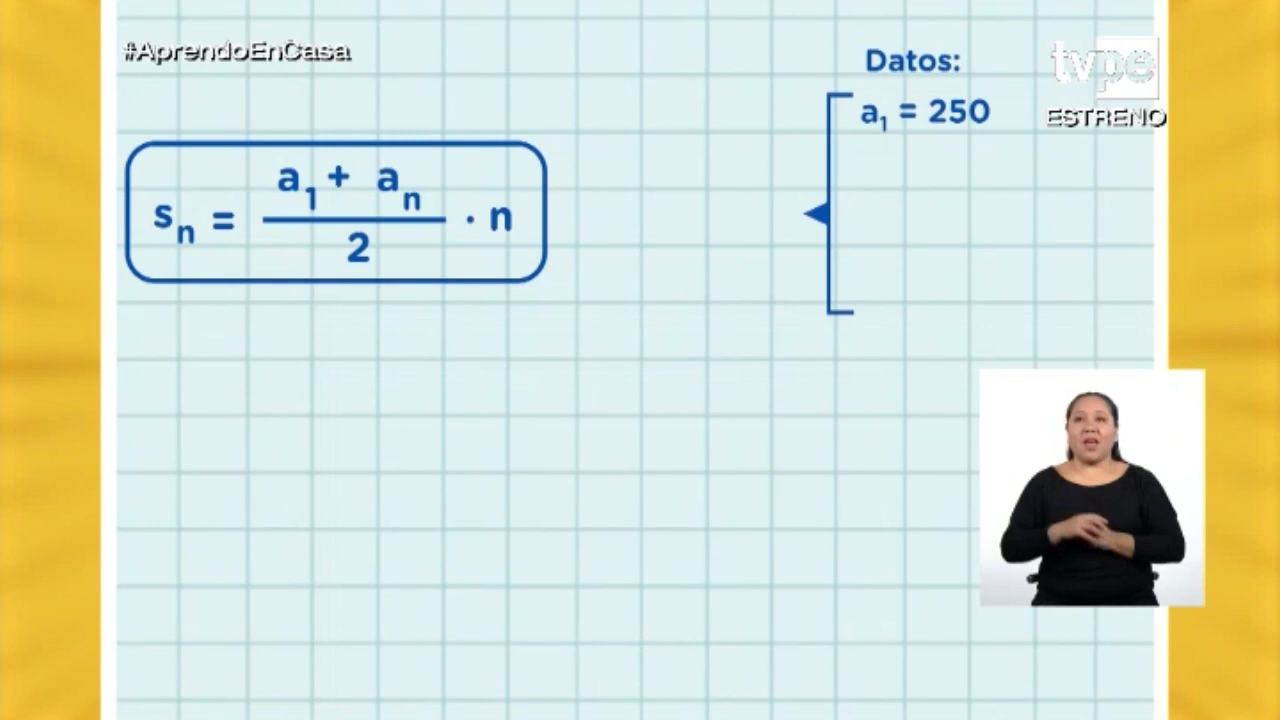 #AprendoEnCasa
tvpe
ESTRENO
Datos:
a₁ = 250
sₙ = (a₁ + aₙ) / 2 · n